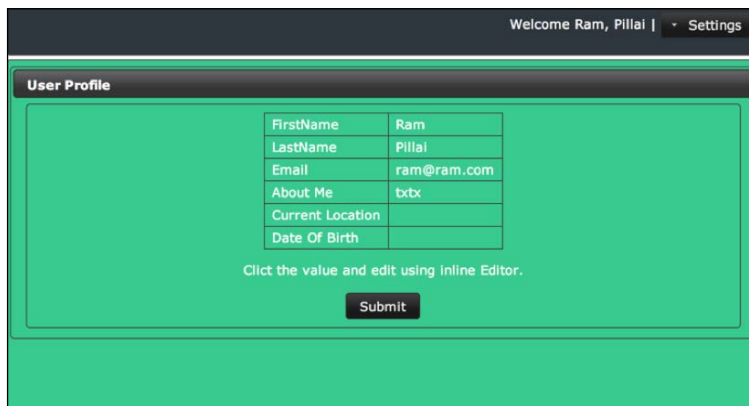 Welcome Ram, Pillai | Settings
User Profile
FirstName Ram
LastName Pillai
Email ram@ram.com
About Me txtx
Current Location
Date Of Birth
Clict the value and edit using inline Editor.
Submit